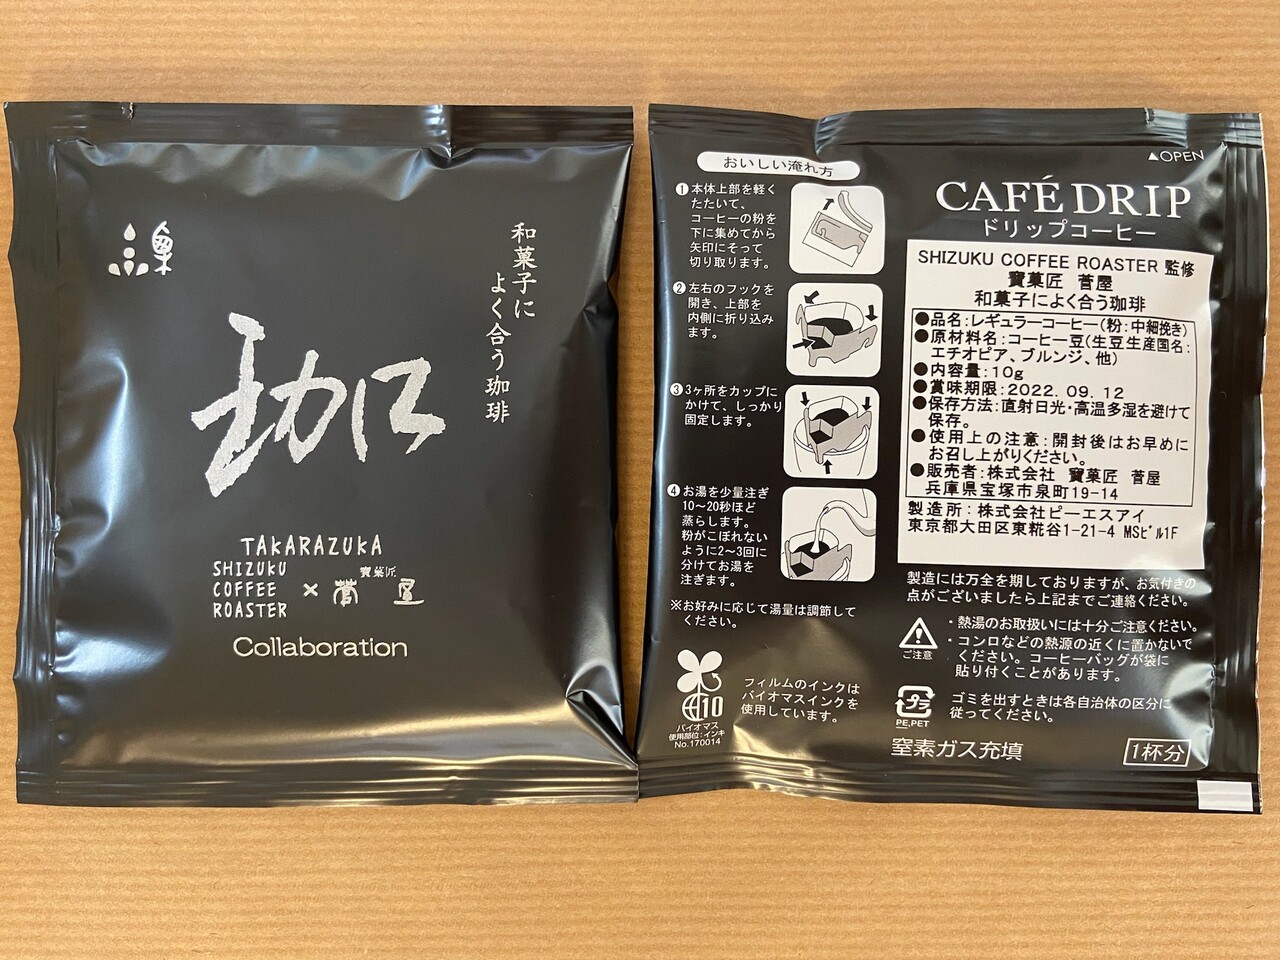 和菓子に
よく合う珈琲
珈
TAKARAZUKA
SHIZUKU
COFFEE
ROASTER
×
寶菓匠
菅屋
Collaboration
▲OPEN
おいしい淹れ方
1 本体上部を軽く
たたいて、
コーヒーの粉を
下に集めてから
矢印にそって
切り取ります。
2 左右のフックを
開き、上部を
内側に折り込み
ます。
3 3ヶ所をカップに
かけて、しっかり
固定します。
4 お湯を少量注ぎ
10〜20秒ほど
蒸らします。
粉がこぼれない
ように2〜3回に
分けてお湯を
注ぎます。
※お好みに応じて湯量は調節して
ください。
10
バイオマス
使用部位:インキ
No.170014
フィルムのインクは
バイオマスインクを
使用しています。
CAFÉ DRIP
ドリップコーヒー
SHIZUKU COFFEE ROASTER 監修
寶菓匠 菅屋
和菓子によく合う珈琲
●品名:レギュラーコーヒー(粉:中細挽き)
●原材料名:コーヒー豆(生豆生産国名:
エチオピア、ブルンジ、他)
●内容量:10g
●賞味期限:2022.09.12
●保存方法:直射日光・高温多湿を避けて
保存。
●使用上の注意:開封後はお早めに
お召し上がりください。
●販売者:株式会社 寶菓匠 菅屋
兵庫県宝塚市泉町19-14
製造所:株式会社ピーエスアイ
東京都大田区東糀谷1-21-4 MSﾋﾞﾙ1F
製造には万全を期しておりますが、お気付きの
点がございましたら上記までご連絡ください。
ご注意
・熱湯のお取扱いには十分ご注意ください。
・コンロなどの熱源の近くに置かないで
ください。コーヒーバッグが袋に
貼り付くことがあります。
プラ
PE,PET
ゴミを出すときは各自治体の区分に
従ってください。
窒素ガス充填
1杯分